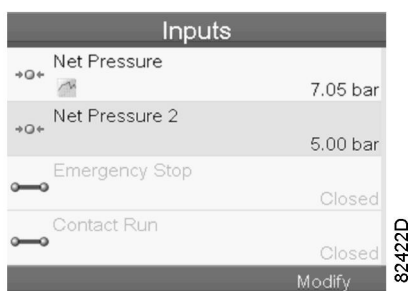 Inputs
Net Pressure
7.05 bar
Net Pressure 2
5.00 bar
Emergency Stop
Closed
Contact Run
Closed
Modify
82422D